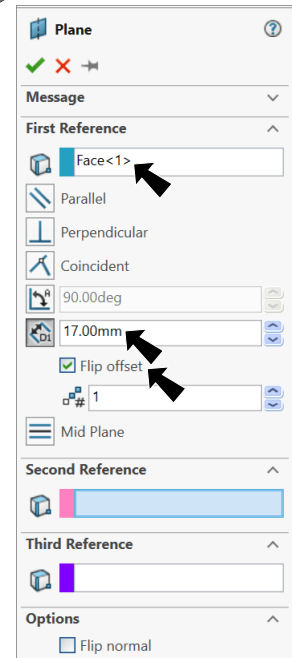 Plane
Message
First Reference
Face<1>
Parallel
Perpendicular
Coincident
90.00deg
17.00mm
Flip offset
1
Mid Plane
Second Reference
Third Reference
Options
Flip normal